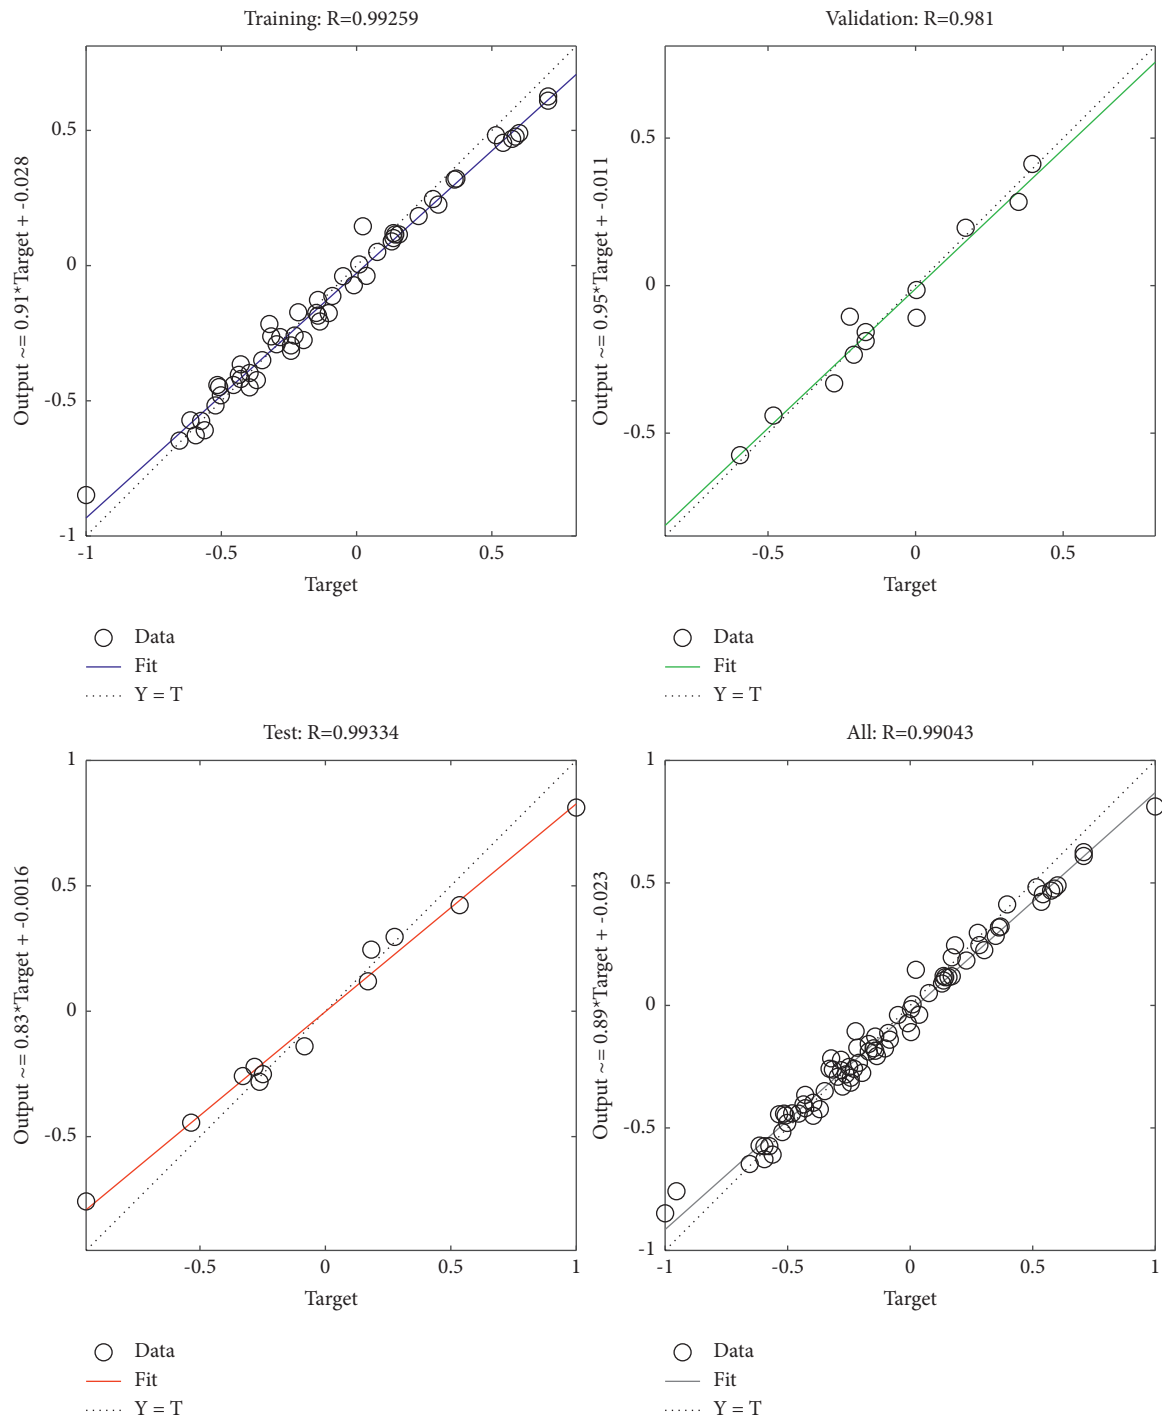 Training: R=0.99259
Output ~= 0.91*Target + -0.028
0.5
0
-0.5
-1
-1 -0.5 0 0.5
Target
Data
Fit
Y = T
Validation: R=0.981
Output ~= 0.95*Target + -0.011
0.5
0
-0.5
-0.5 0 0.5
Target
Data
Fit
Y = T
Test: R=0.99334
Output ~= 0.83*Target + -0.0016
1
0.5
0
-0.5
-0.5 0 0.5 1
Target
Data
Fit
Y = T
All: R=0.99043
Output ~= 0.89*Target + -0.023
1
0.5
0
-0.5
-1
-1 -0.5 0 0.5 1
Target
Data
Fit
Y = T